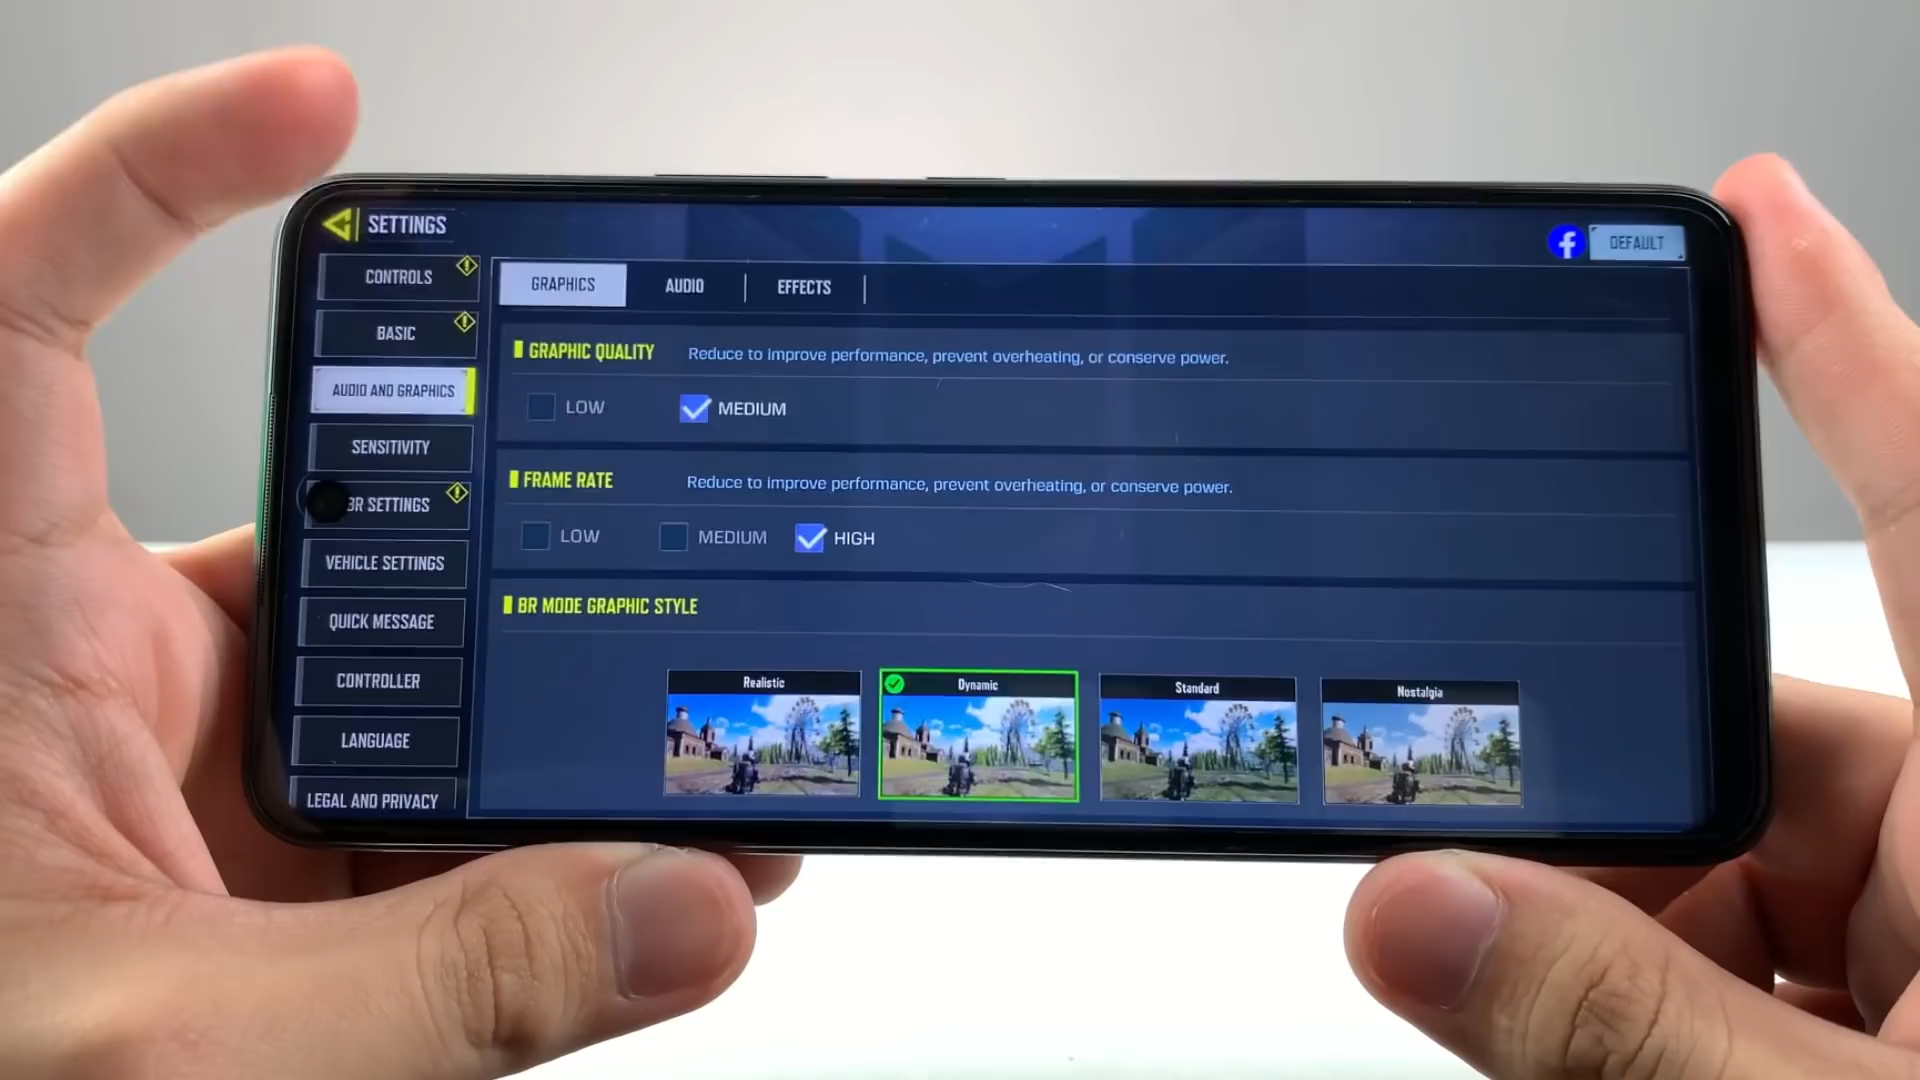 SETTINGS
DEFAULT
CONTROLS
BASIC
AUDIO AND GRAPHICS
SENSITIVITY
BR SETTINGS
VEHICLE SETTINGS
QUICK MESSAGE
CONTROLLER
LANGUAGE
LEGAL AND PRIVACY
GRAPHICS AUDIO EFFECTS
GRAPHIC QUALITY Reduce to improve performance, prevent overheating, or conserve power.
LOW MEDIUM
FRAME RATE Reduce to improve performance, prevent overheating, or conserve power.
LOW MEDIUM HIGH
BR MODE GRAPHIC STYLE
Realistic Dynamic Standard Nostalgia